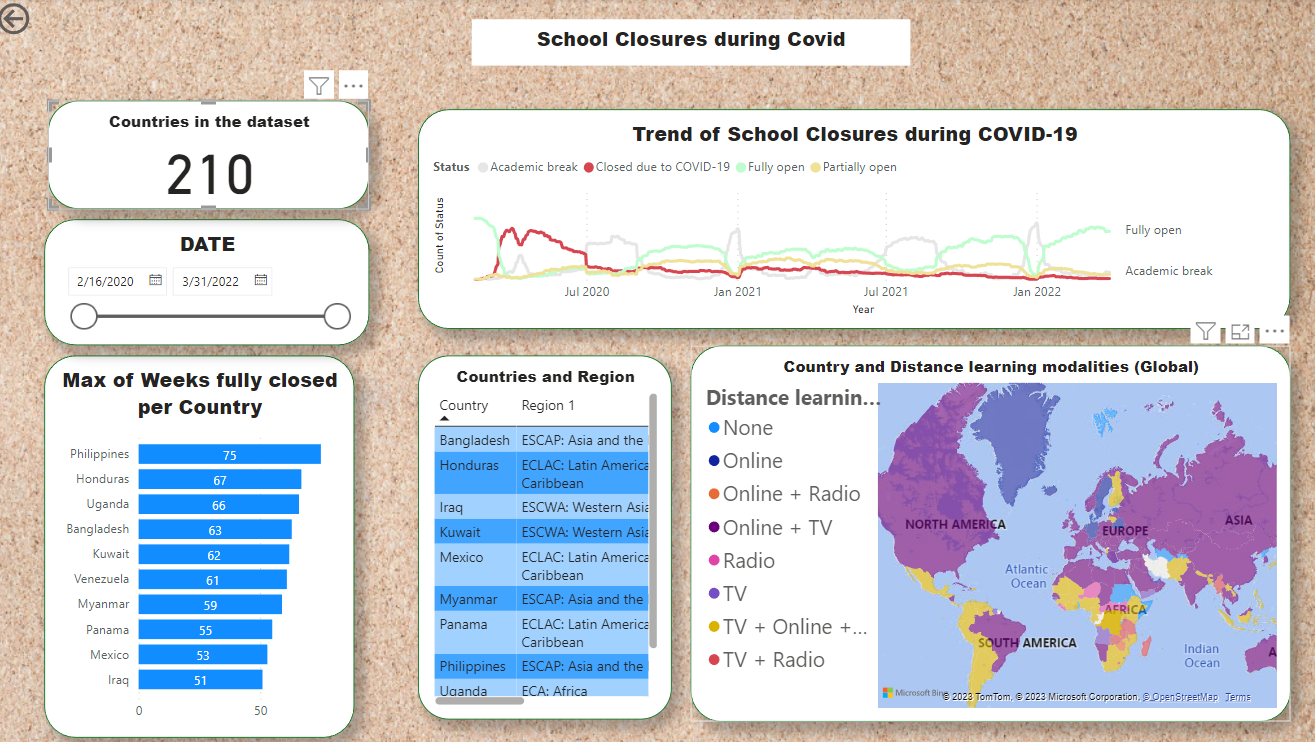 School Closures during Covid
Countries in the dataset
210
DATE
2/16/2020 3/31/2022
Trend of School Closures during COVID-19
Status Academic break Closed due to COVID-19 Fully open Partially open
Count of Status
Fully open
Academic break
Jul 2020 Jan 2021 Jul 2021 Jan 2022
Year
Max of Weeks fully closed
per Country
Philippines 75
Honduras 67
Uganda 66
Bangladesh 63
Kuwait 62
Venezuela 61
Myanmar 59
Panama 55
Mexico 53
Iraq 51
0 50
Countries and Region
Country Region 1
Bangladesh ESCAP: Asia and the
Honduras ECLAC: Latin America
Caribbean
Iraq ESCWA: Western Asia
Kuwait ESCWA: Western Asia
Mexico ECLAC: Latin America
Caribbean
Myanmar ESCAP: Asia and the
Panama ECLAC: Latin America
Caribbean
Philippines ESCAP: Asia and the
Uganda ECA: Africa
Country and Distance learning modalities (Global)
Distance learnin...
None
Online
Online + Radio
Online + TV
Radio
TV
TV + Online +...
TV + Radio
NORTH AMERICA
EUROPE
ASIA
Atlantic
Ocean
AFRICA
SOUTH AMERICA
Indian
Ocean
A
Microsoft Bing
© 2023 TomTom, © 2023 Microsoft Corporation, © OpenStreetMap Terms